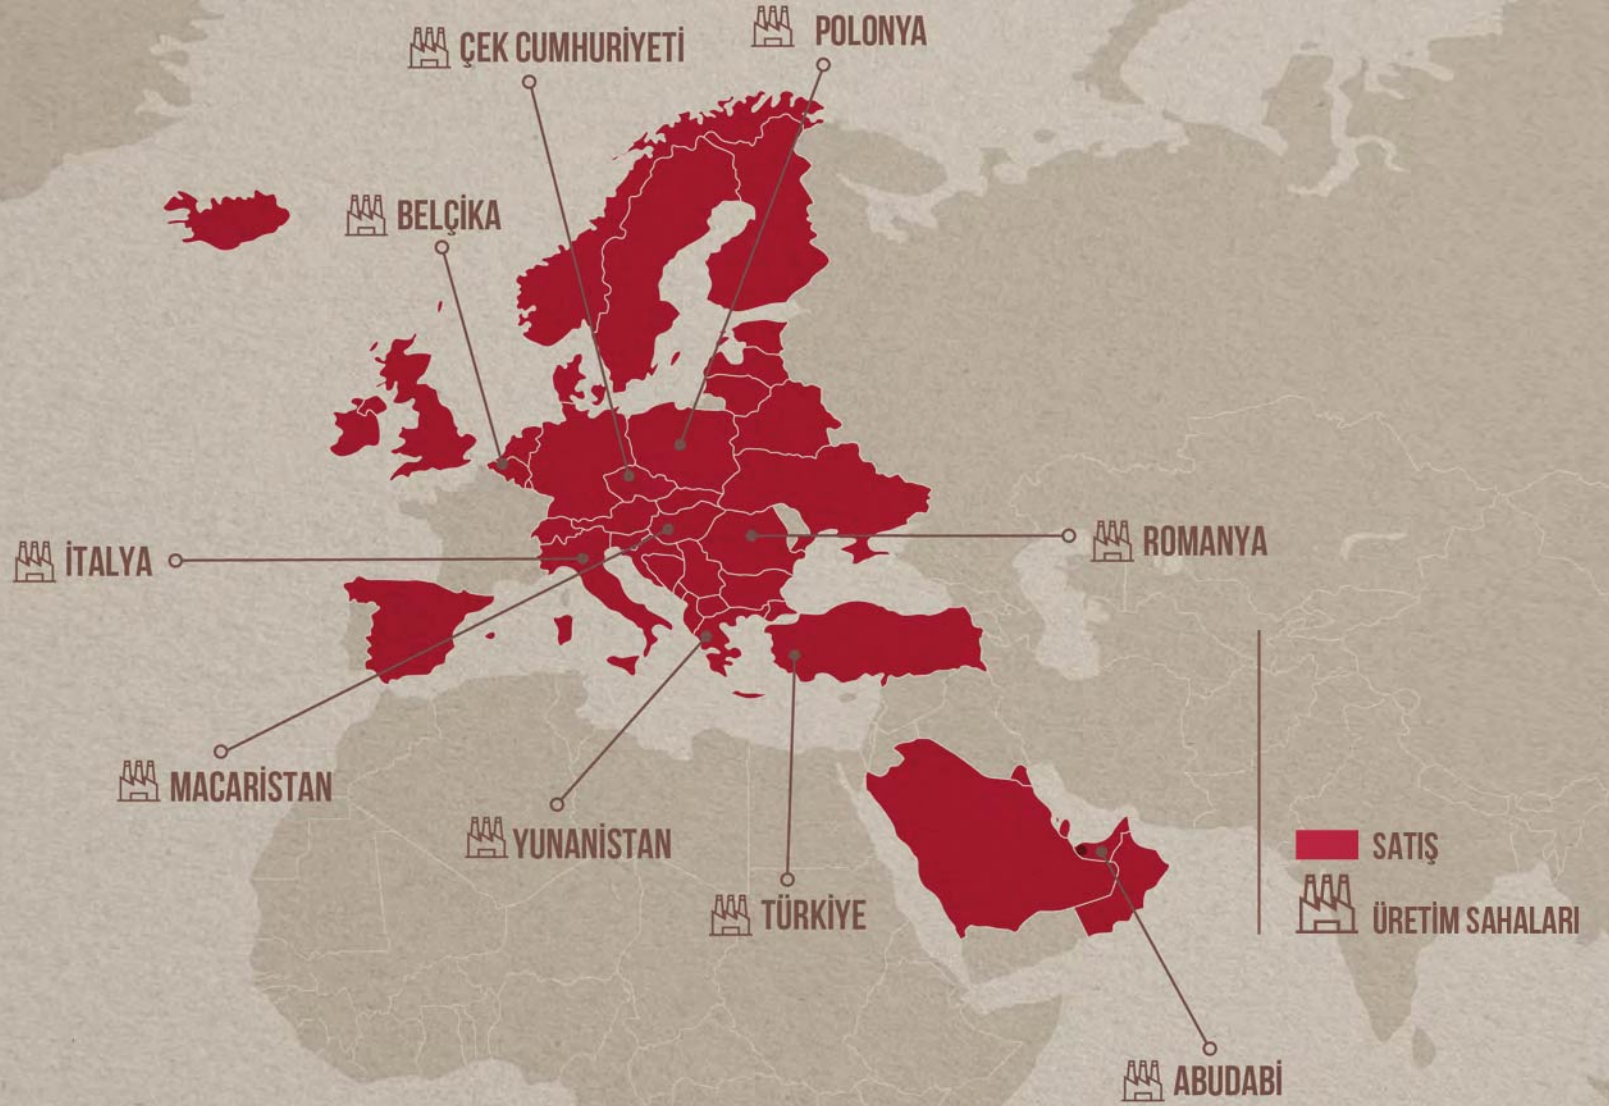 POLONYA
ÇEK CUMHURİYETİ
BELÇİKA
İTALYA
ROMANYA
MACARİSTAN
YUNANİSTAN
TÜRKİYE
SATIŞ
ÜRETİM SAHALARI
ABUDABİ